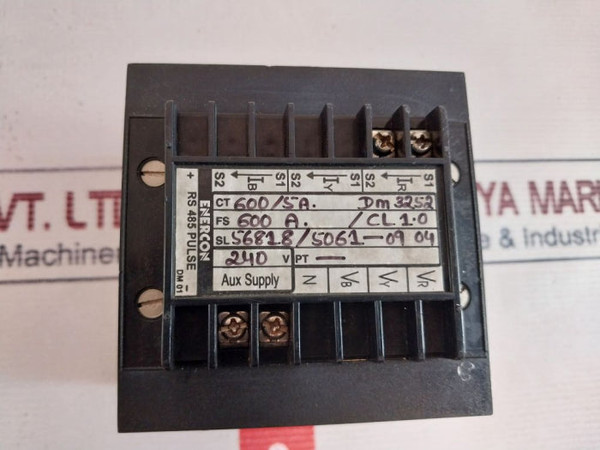 S2 IB S1 S2 IY S1 S2 IR S1
CT 600/5A. Dm 3252
FS 600 A. /CL 1.0
SL 56818/5061-09 04
240 V PT —
Aux Supply N VB VY VR
+ RS 485 PULSE -
ENERCON
DM 01
VT. LT
Machiner
YA MAR
e & Industri